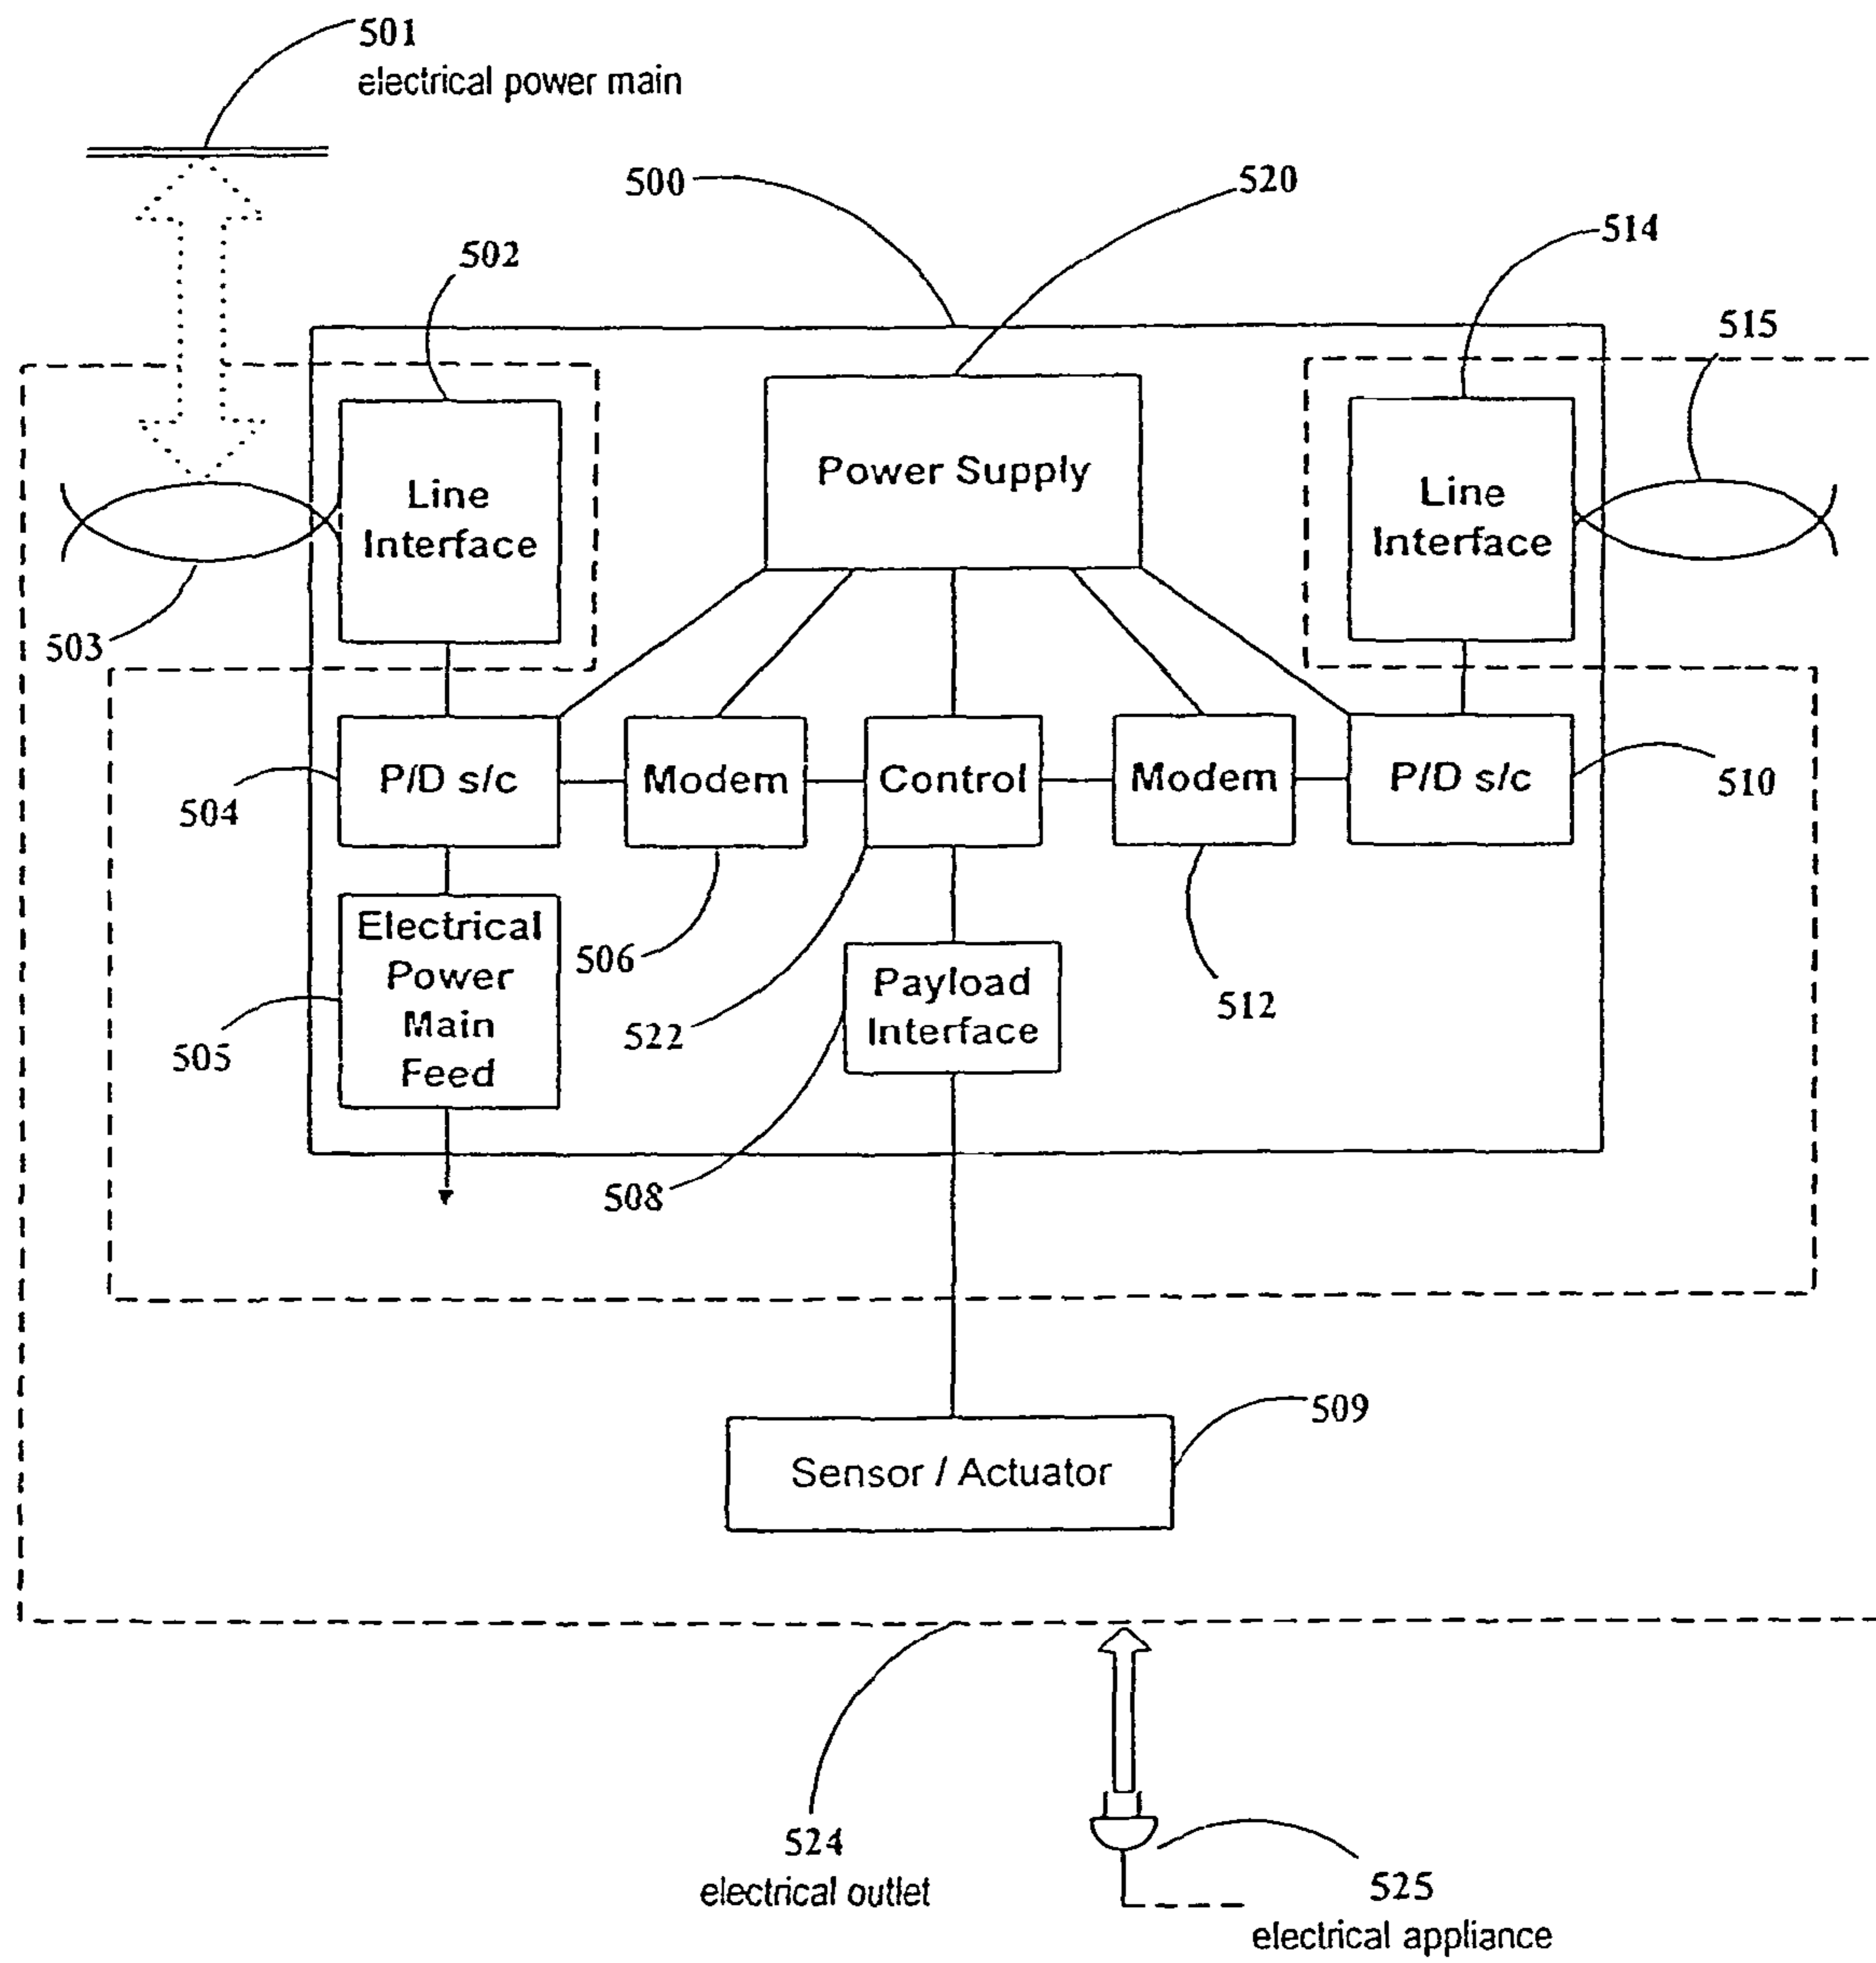 501
electrical power main
500
520
514
502
515
Line
Interface
Power Supply
Line
Interface
503
P/D s/c
Modem
Control
Modem
P/D s/c
504
510
Electrical
Power
Main
Feed
506
522
Payload
Interface
512
505
508
509
Sensor / Actuator
524
electrical outlet
525
electrical appliance